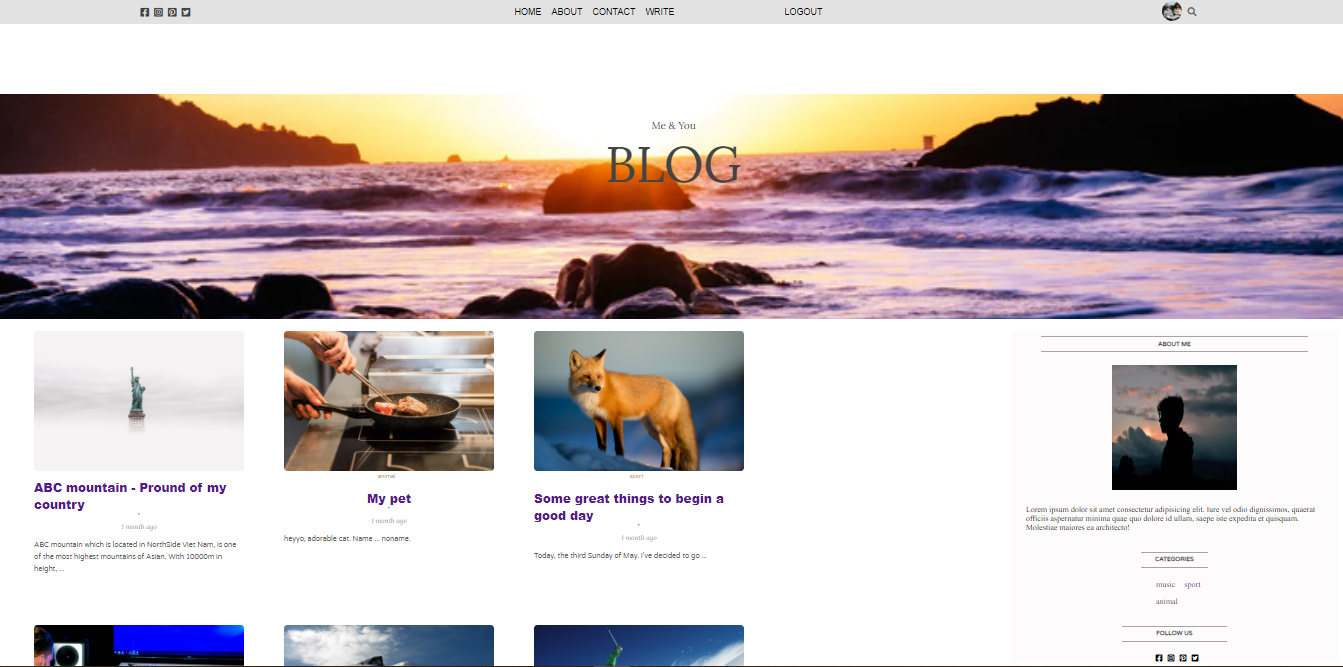 HOME ABOUT CONTACT WRITE LOGOUT
Me & You
BLOG
ABC mountain - Pround of my
country
1 month ago
ABC mountain which is located in NorthSide Viet Nam, is one
of the most highest mountains of Asian. With 10000m in
height, ...
animal
My pet
1 month ago
heyyo, adorable cat. Name ... noname.
sport
Some great things to begin a
good day
1 month ago
Today, the third Sunday of May. I've decided to go ...
ABOUT ME
Lorem ipsum dolor sit amet consectetur adipisicing elit. Iure vel odio dignissimos, quaerat
officiis aspernatur minima quae quo dolore id ullam, saepe iste expedita et quisquam.
Molestiae maiores ea architecto!
CATEGORIES
music sport
animal
FOLLOW US